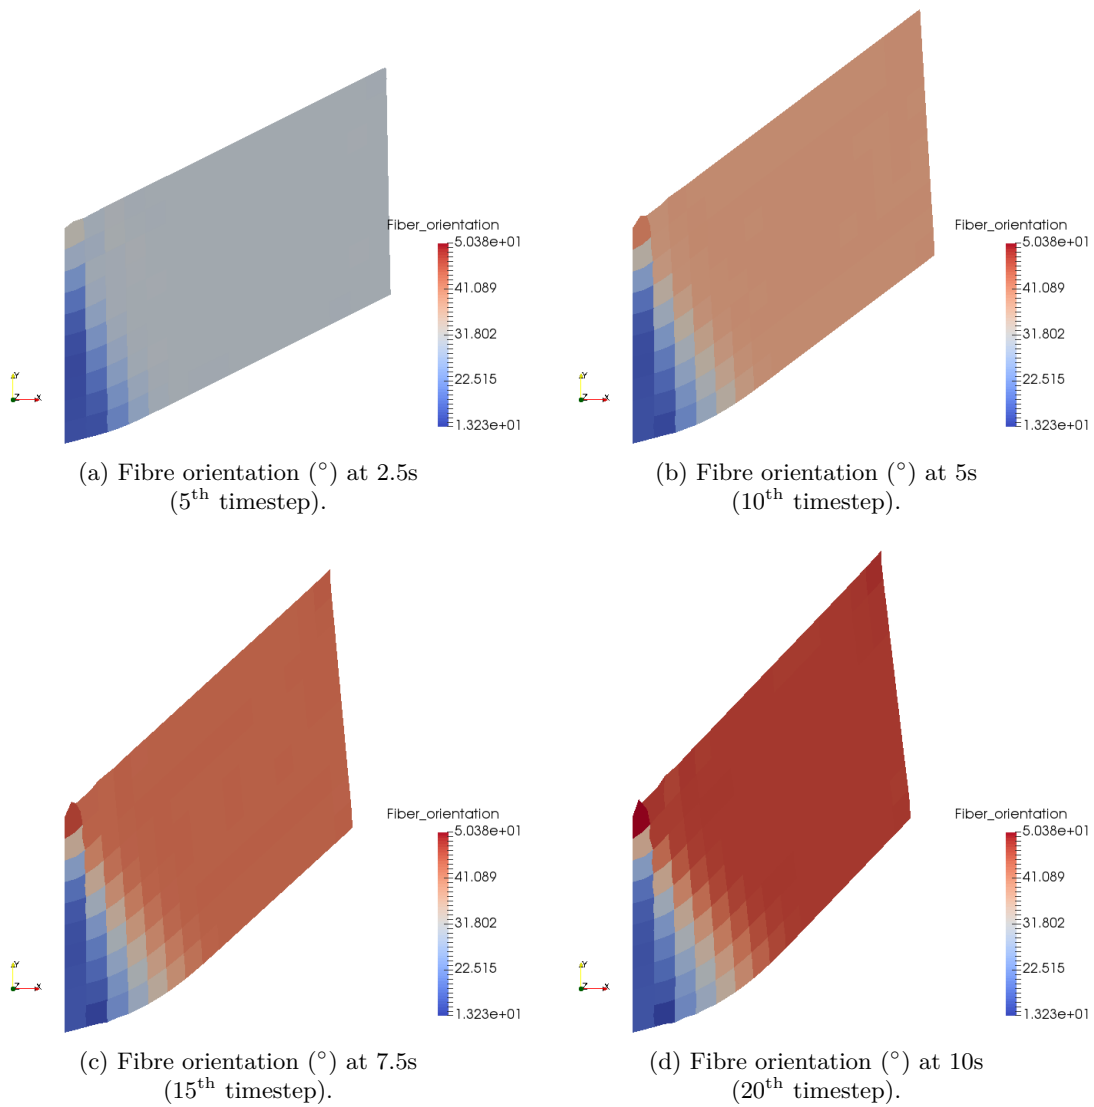 Fiber_orientation
5.038e+01
41.089
31.802
22.515
1.323e+01
Y
Z X
(a) Fibre orientation (°) at 2.5s
(5th timestep).
Fiber_orientation
5.038e+01
41.089
31.802
22.515
1.323e+01
Y
Z X
(b) Fibre orientation (°) at 5s
(10th timestep).
Fiber_orientation
5.038e+01
41.089
31.802
22.515
1.323e+01
Y
Z X
(c) Fibre orientation (°) at 7.5s
(15th timestep).
Fiber_orientation
5.038e+01
41.089
31.802
22.515
1.323e+01
Y
Z X
(d) Fibre orientation (°) at 10s
(20th timestep).